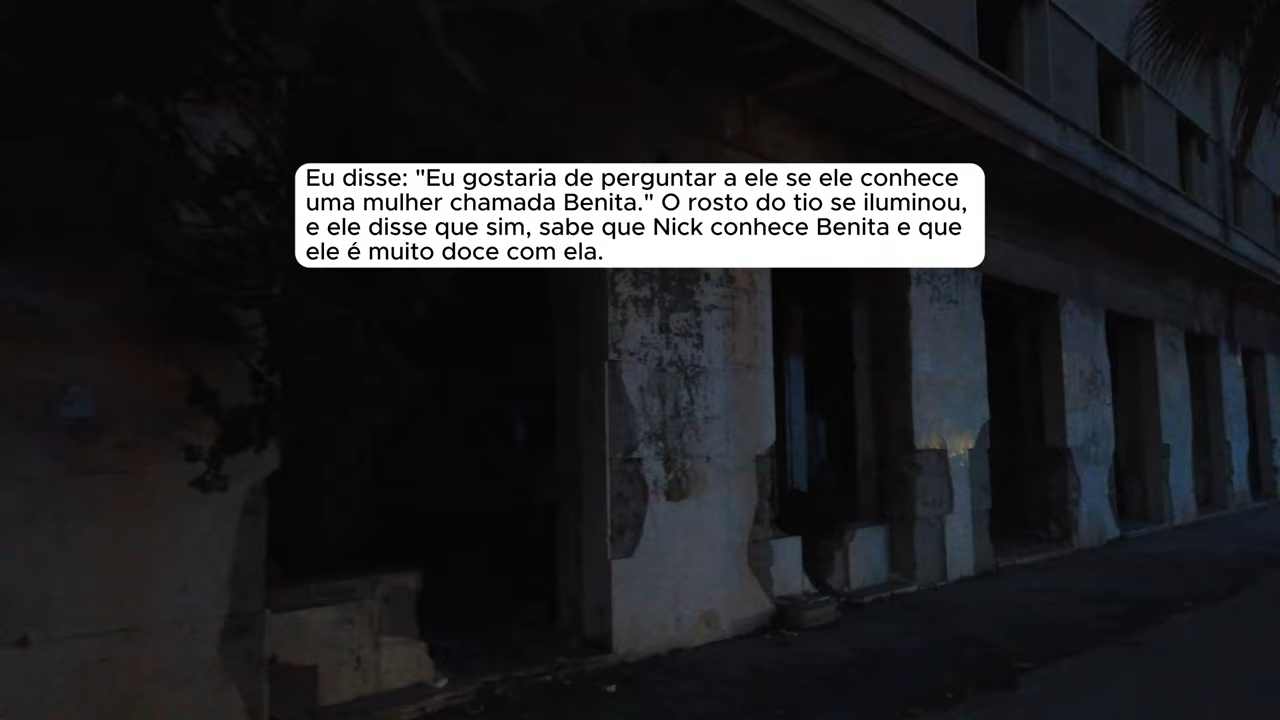 Eu disse: "Eu gostaria de perguntar a ele se ele conhece
uma mulher chamada Benita." O rosto do tio se iluminou,
e ele disse que sim, sabe que Nick conhece Benita e que
ele é muito doce com ela.